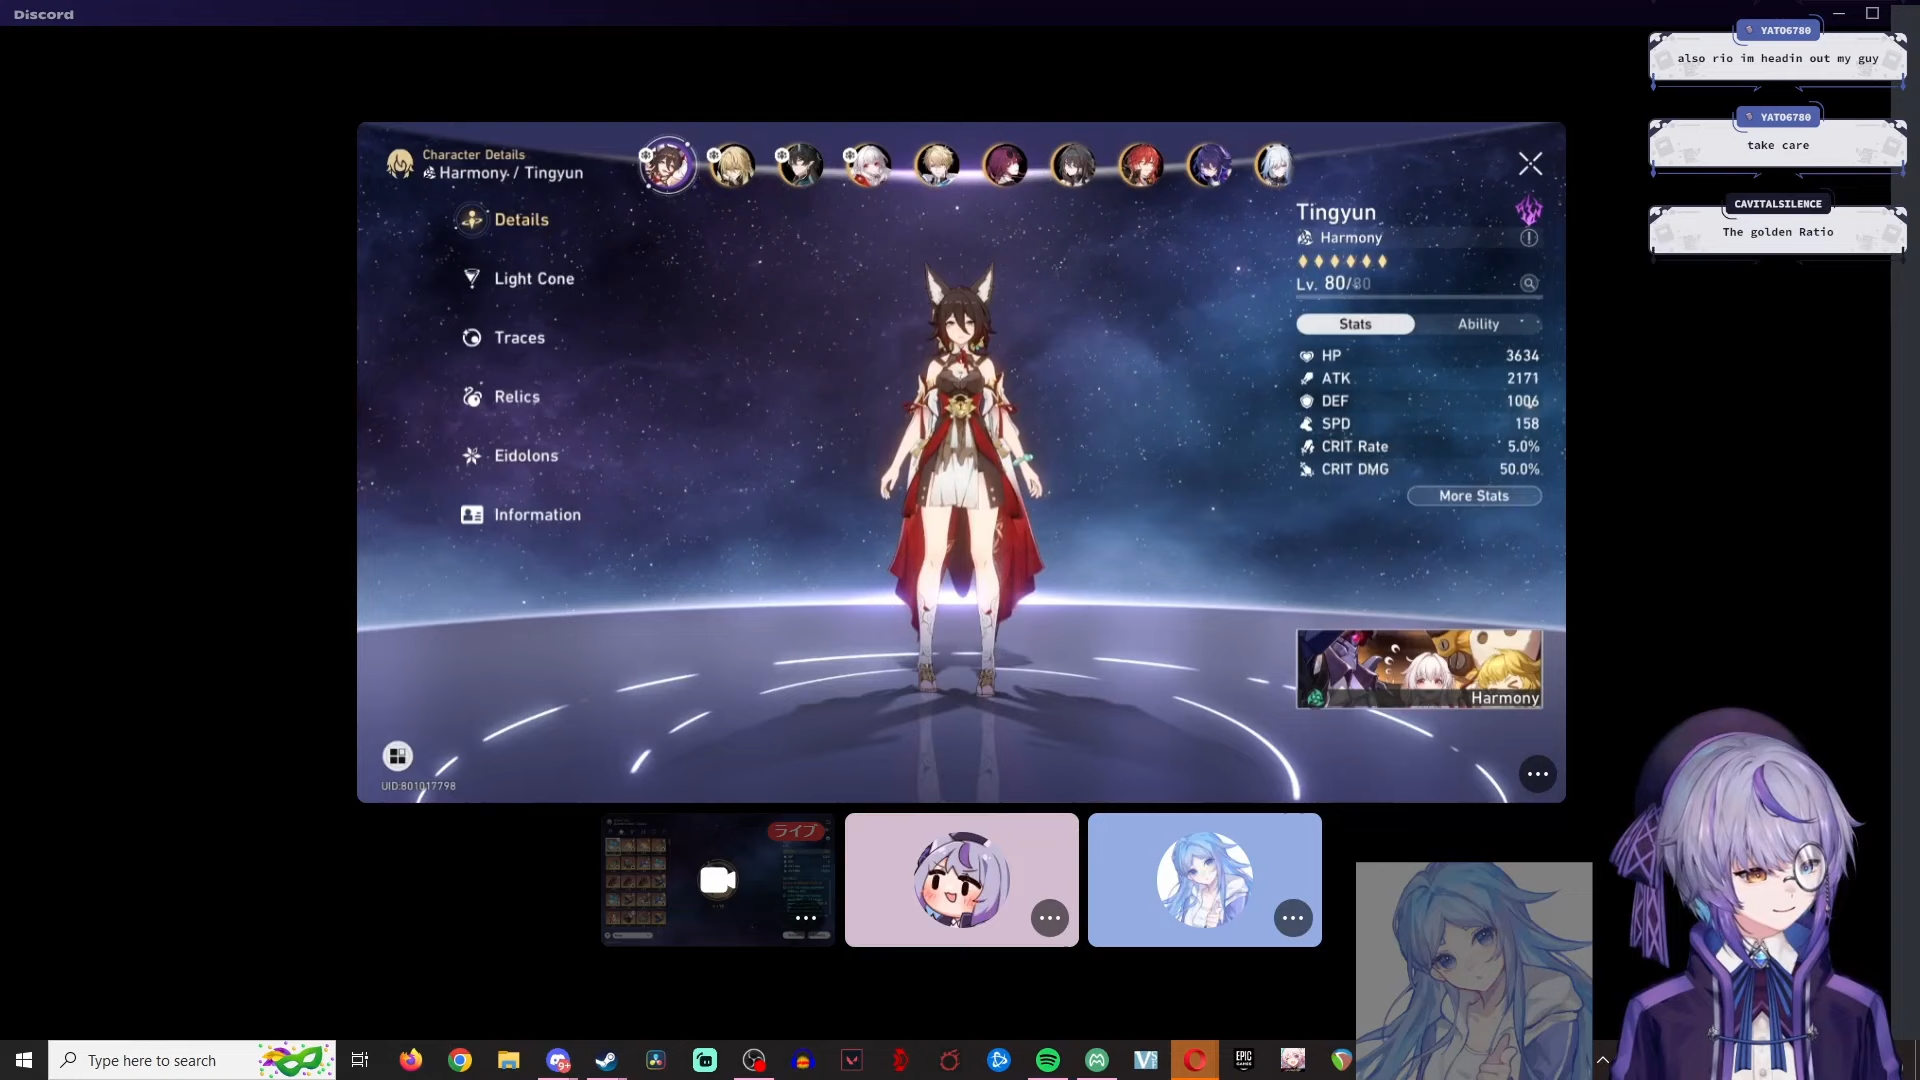 Discord
YATO6780
also rio im headin out my guy
YATO6780
take care
CAVITALSILENCE
The golden Ratio
Character Details
Harmony / Tingyun
Details
Light Cone
Traces
Relics
Eidolons
Information
Tingyun
Harmony
Lv. 80/80
Stats
Ability
HP 3634
ATK 2171
DEF 1006
SPD 158
CRIT Rate 5.0%
CRIT DMG 50.0%
More Stats
Harmony
UID:801017798
ライブ
Type here to search
9+
EPIC
GAMES